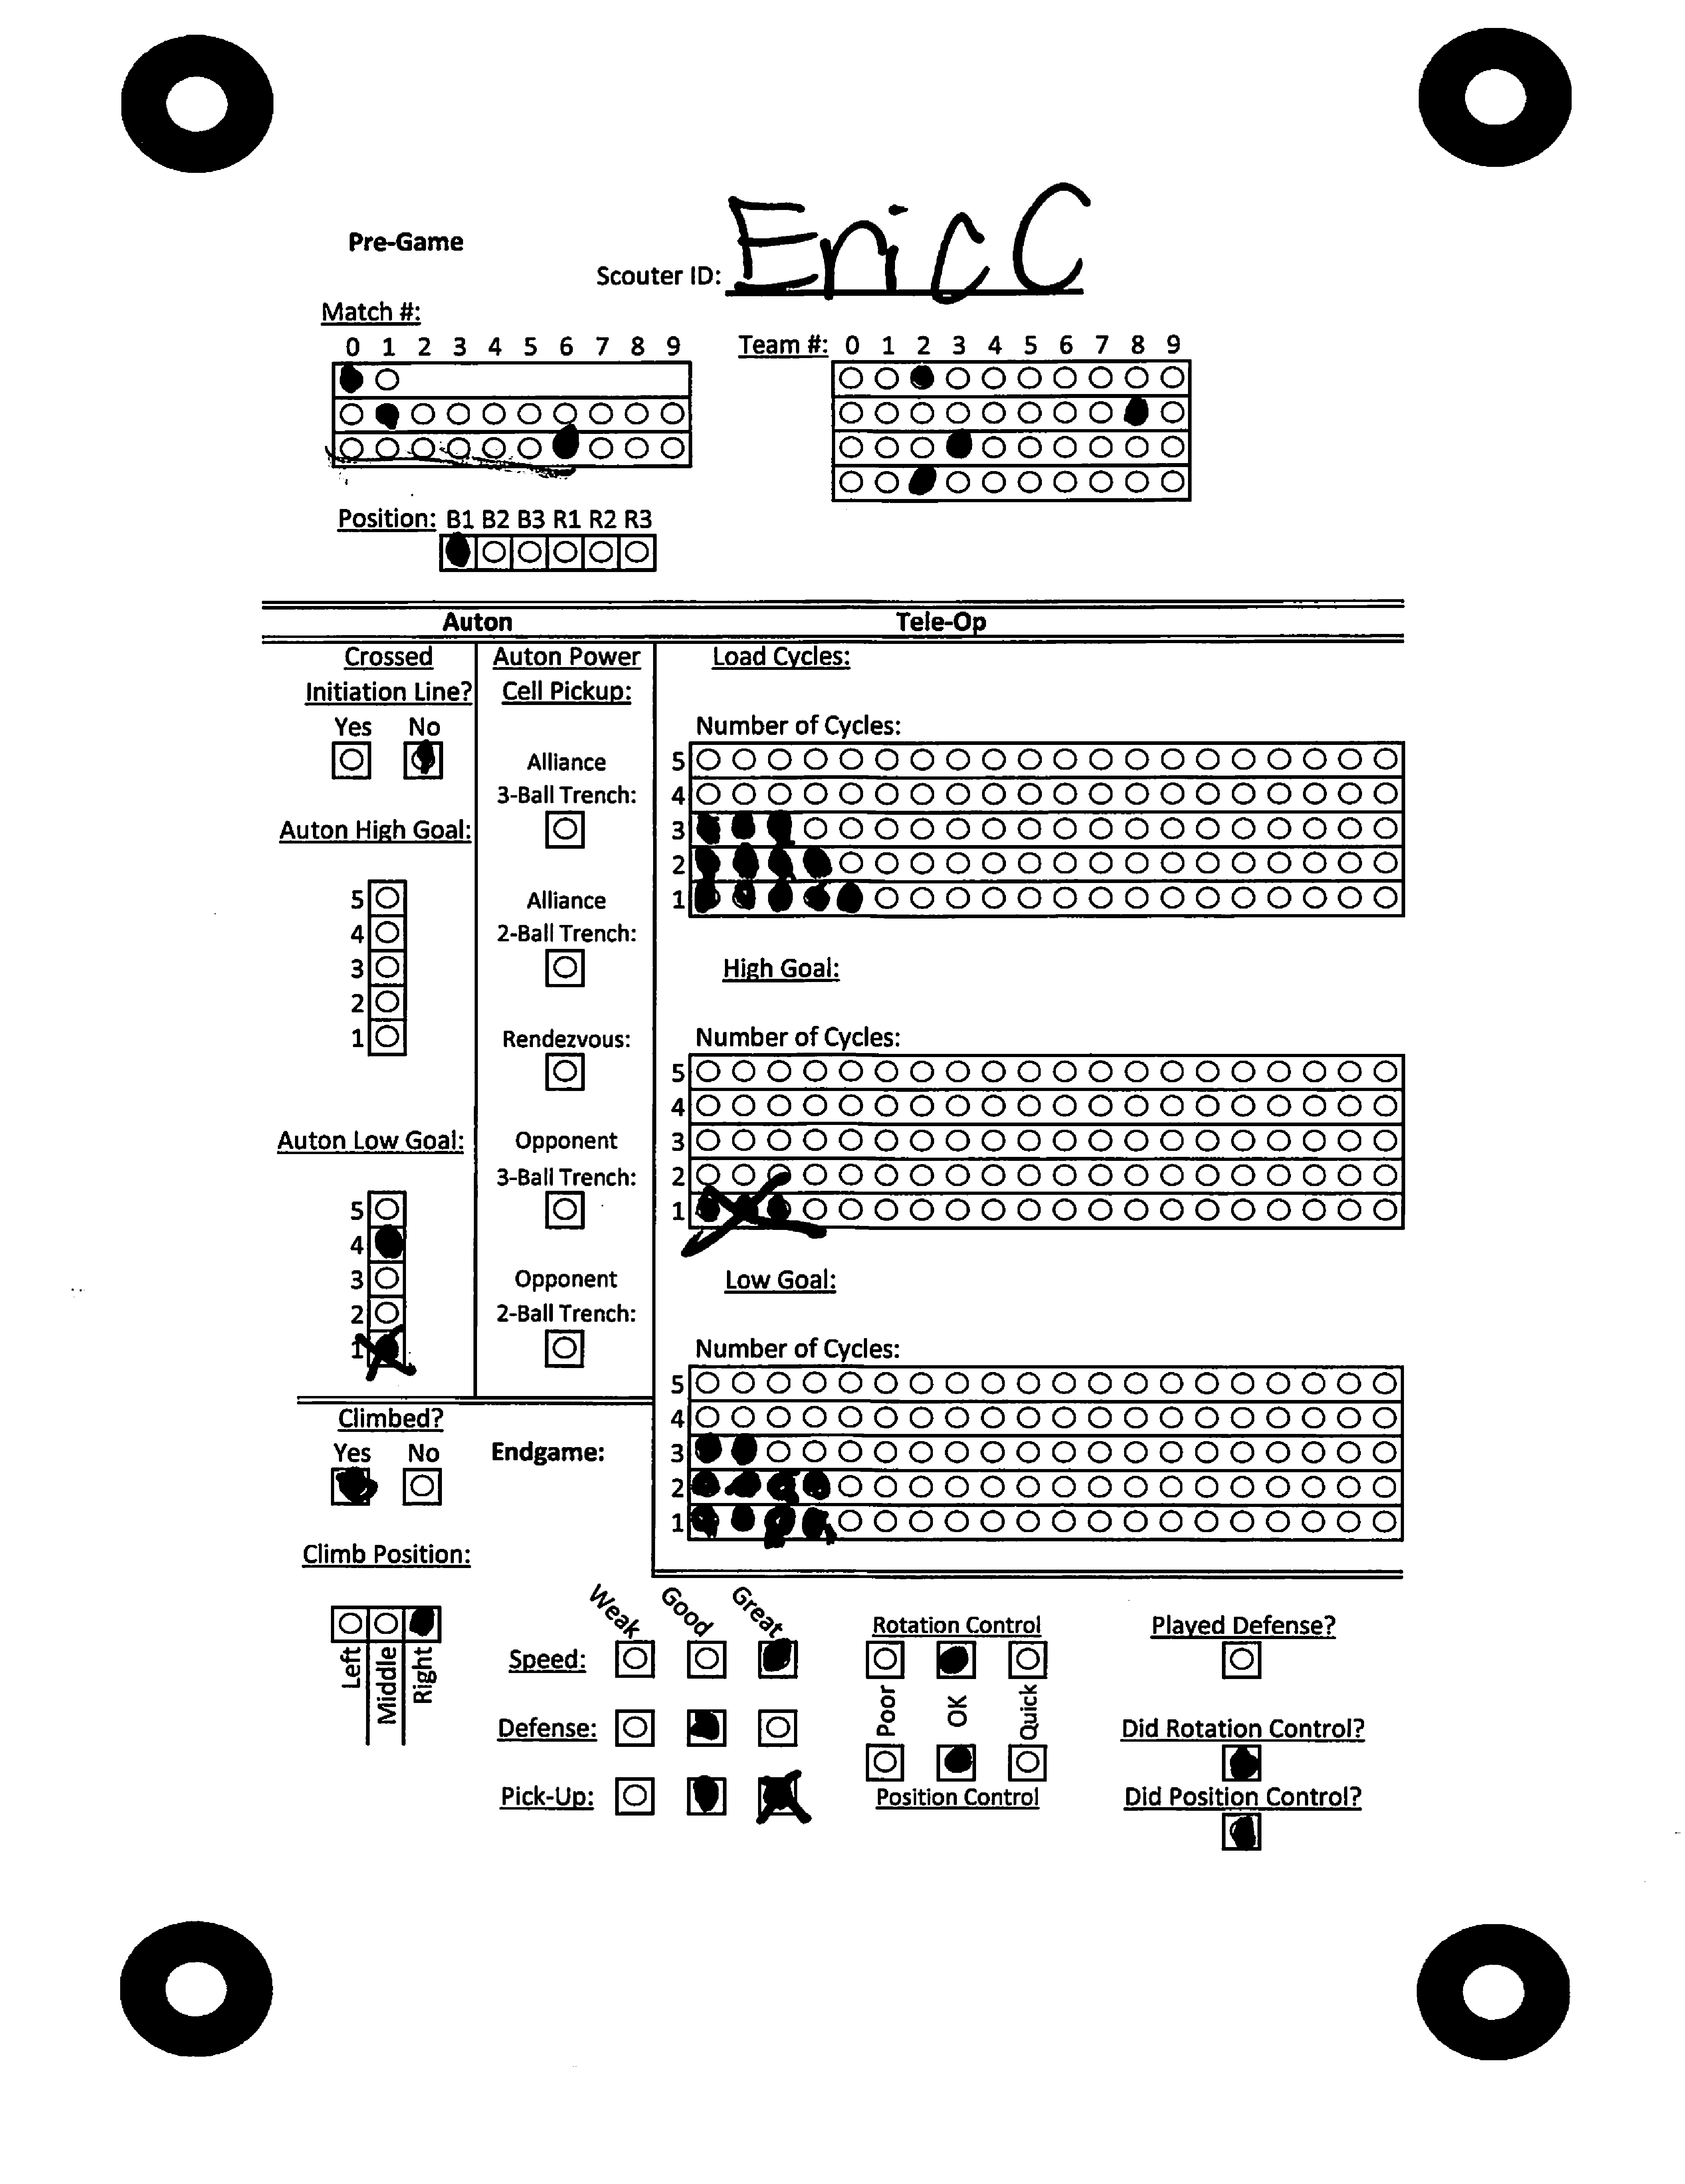 Pre-Game
Scouter ID: Eric C
Match #:
0 1 2 3 4 5 6 7 8 9
Team #: 0 1 2 3 4 5 6 7 8 9
Position: B1 B2 B3 R1 R2 R3
Auton
Tele-Op
Crossed
Initiation Line?
Yes No
Auton High Goal:
5
4
3
2
1
Auton Low Goal:
5
4
3
2
1
Auton Power
Cell Pickup:
Alliance
3-Ball Trench:
Alliance
2-Ball Trench:
Rendezvous:
Opponent
3-Ball Trench:
Opponent
2-Ball Trench:
Load Cycles:
Number of Cycles:
5
4
3
2
1
High Goal:
Number of Cycles:
5
4
3
2
1
Low Goal:
Number of Cycles:
5
4
3
2
1
Climbed?
Yes No
Endgame:
Climb Position:
Left
Middle
Right
Weak Good Great
Speed:
Defense:
Pick-Up:
Rotation Control
Poor OK Quick
Position Control
Played Defense?
Did Rotation Control?
Did Position Control?